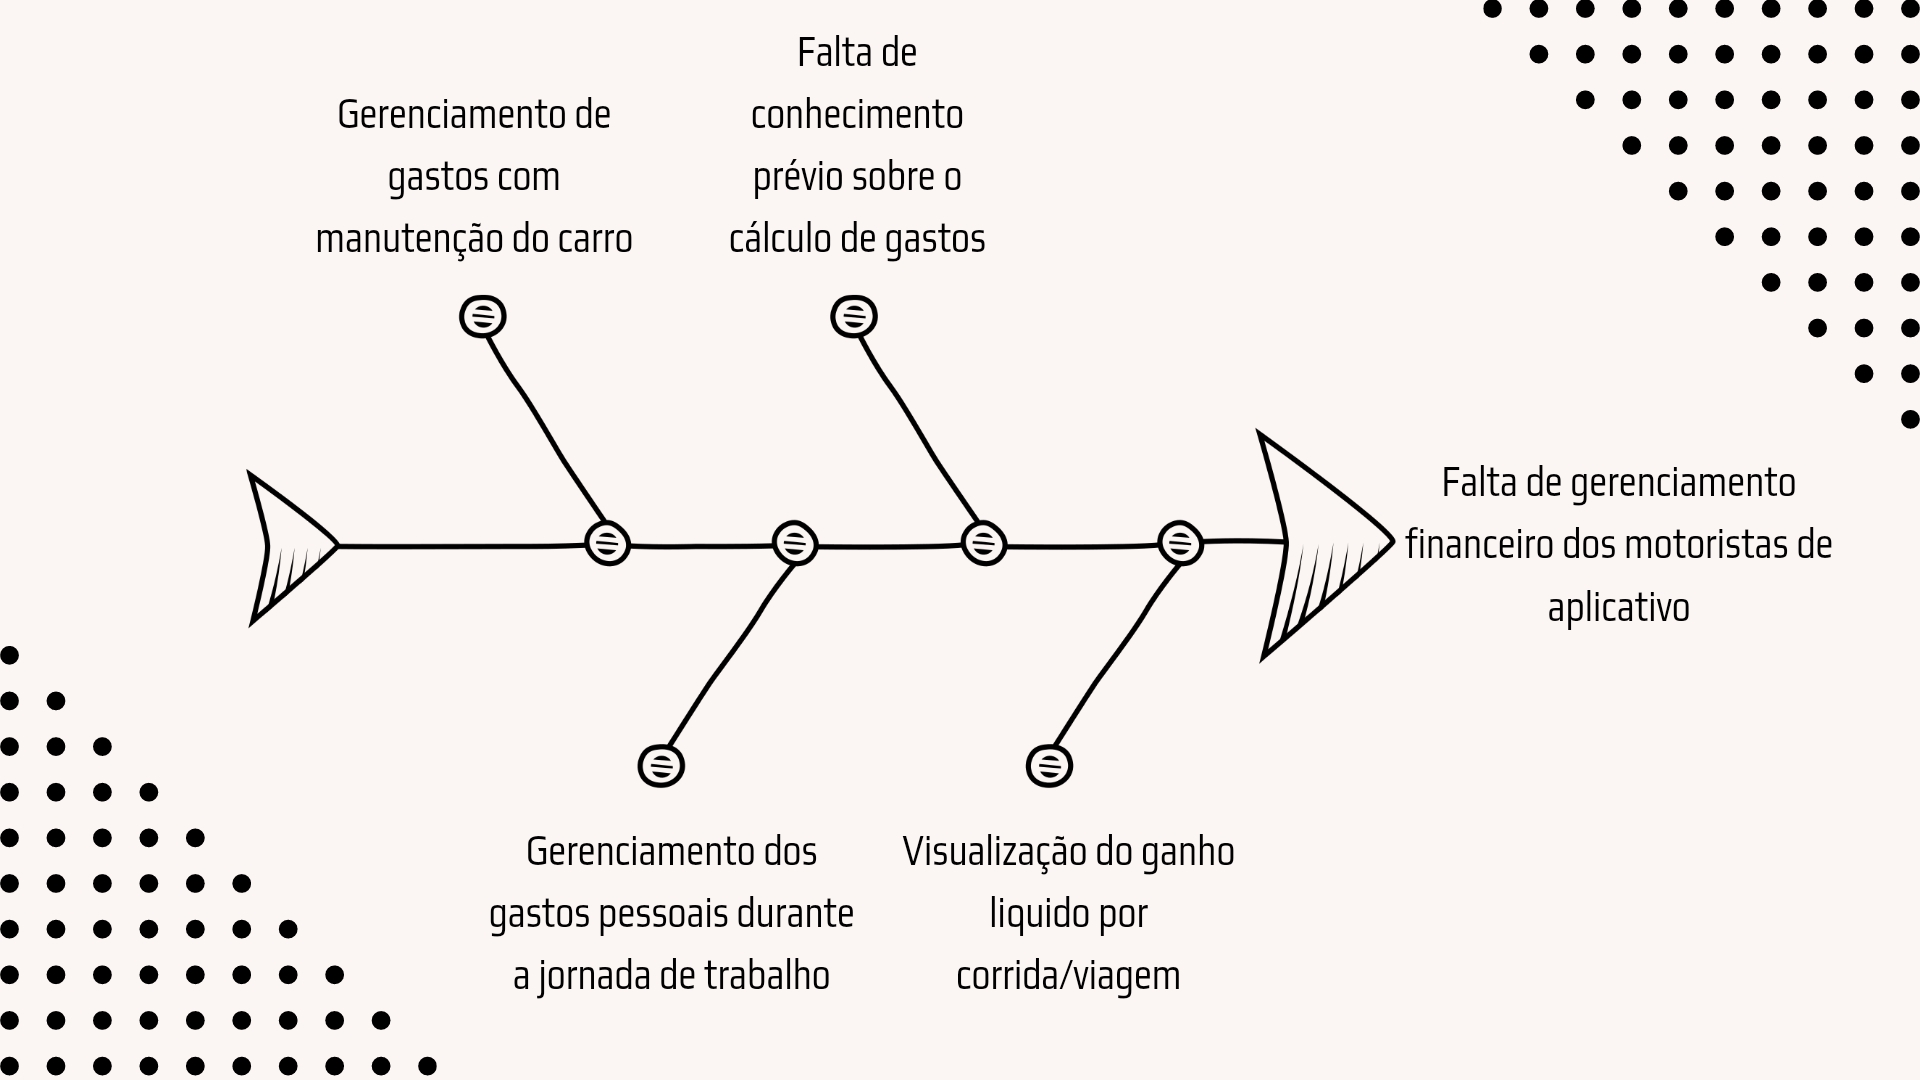 Gerenciamento de
gastos com
manutenção do carro
Falta de
conhecimento
prévio sobre o
cálculo de gastos
Falta de gerenciamento
financeiro dos motoristas de
aplicativo
Gerenciamento dos
gastos pessoais durante
a jornada de trabalho
Visualização do ganho
liquido por
corrida/viagem